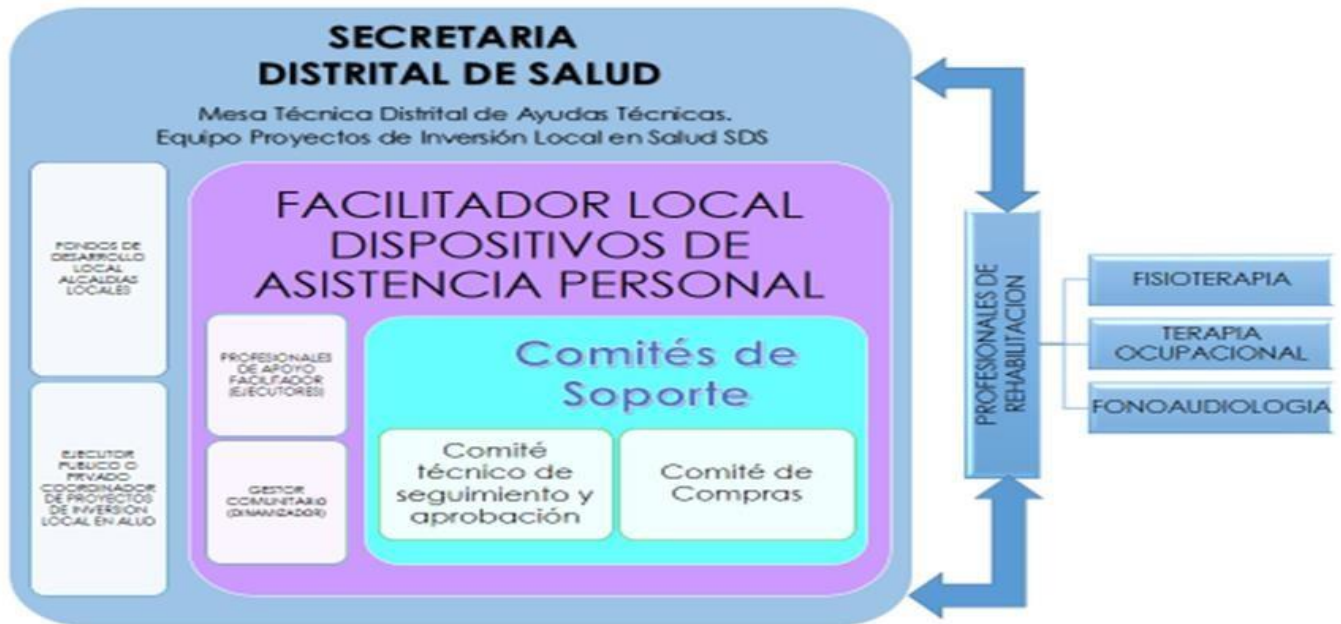 SECRETARIA
DISTRITAL DE SALUD
Mesa Técnica Distrital de Ayudas Técnicas.
Equipo Proyectos de Inversión Local en Salud SDS
FONDOS DE
DESARROLLO
LOCAL
ALCALDIAS
LOCALES
EJECUTOR
PUBLICO O
PRIVADO
COORDINADOR
DE PROYECTOS
DE INVERSION
LOCAL EN ALUD
FACILITADOR LOCAL
DISPOSITIVOS DE
ASISTENCIA PERSONAL
PROFESIONALES
DE APOYO
FACILITADOR
(EJECUTORES)
GESTOR
COMUNITARIO
(DINAMIZADOR)
Comités de
Soporte
Comité
técnico de
seguimiento y
aprobación
Comité de
Compras
PROFESIONALES DE
REHABILITACION
FISIOTERAPIA
TERAPIA
OCUPACIONAL
FONOAUDIOLOGIA